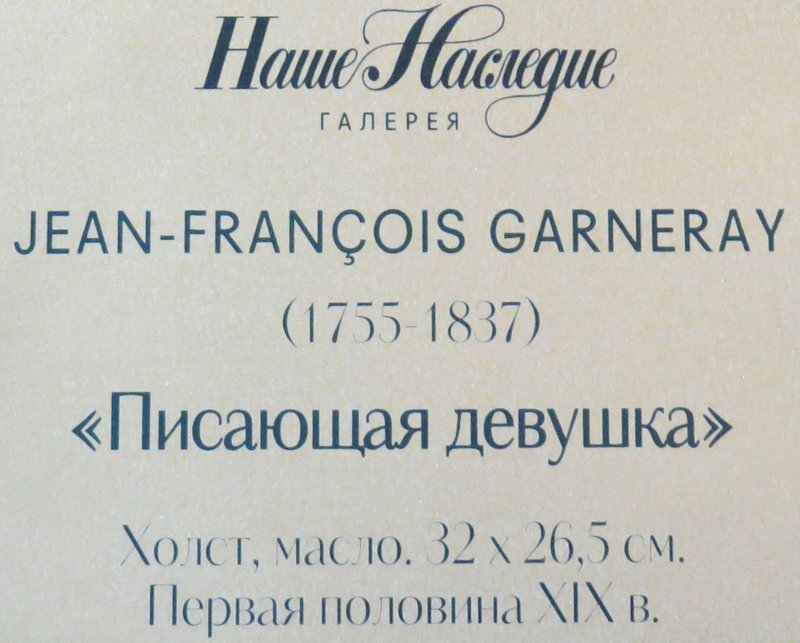 Наше Наследие
ГАЛЕРЕЯ
JEAN-FRANÇOIS GARNERAY
(1755-1837)
«Писающая девушка»
Холст, масло. 32 x 26,5 см.
Первая половина XIX в.